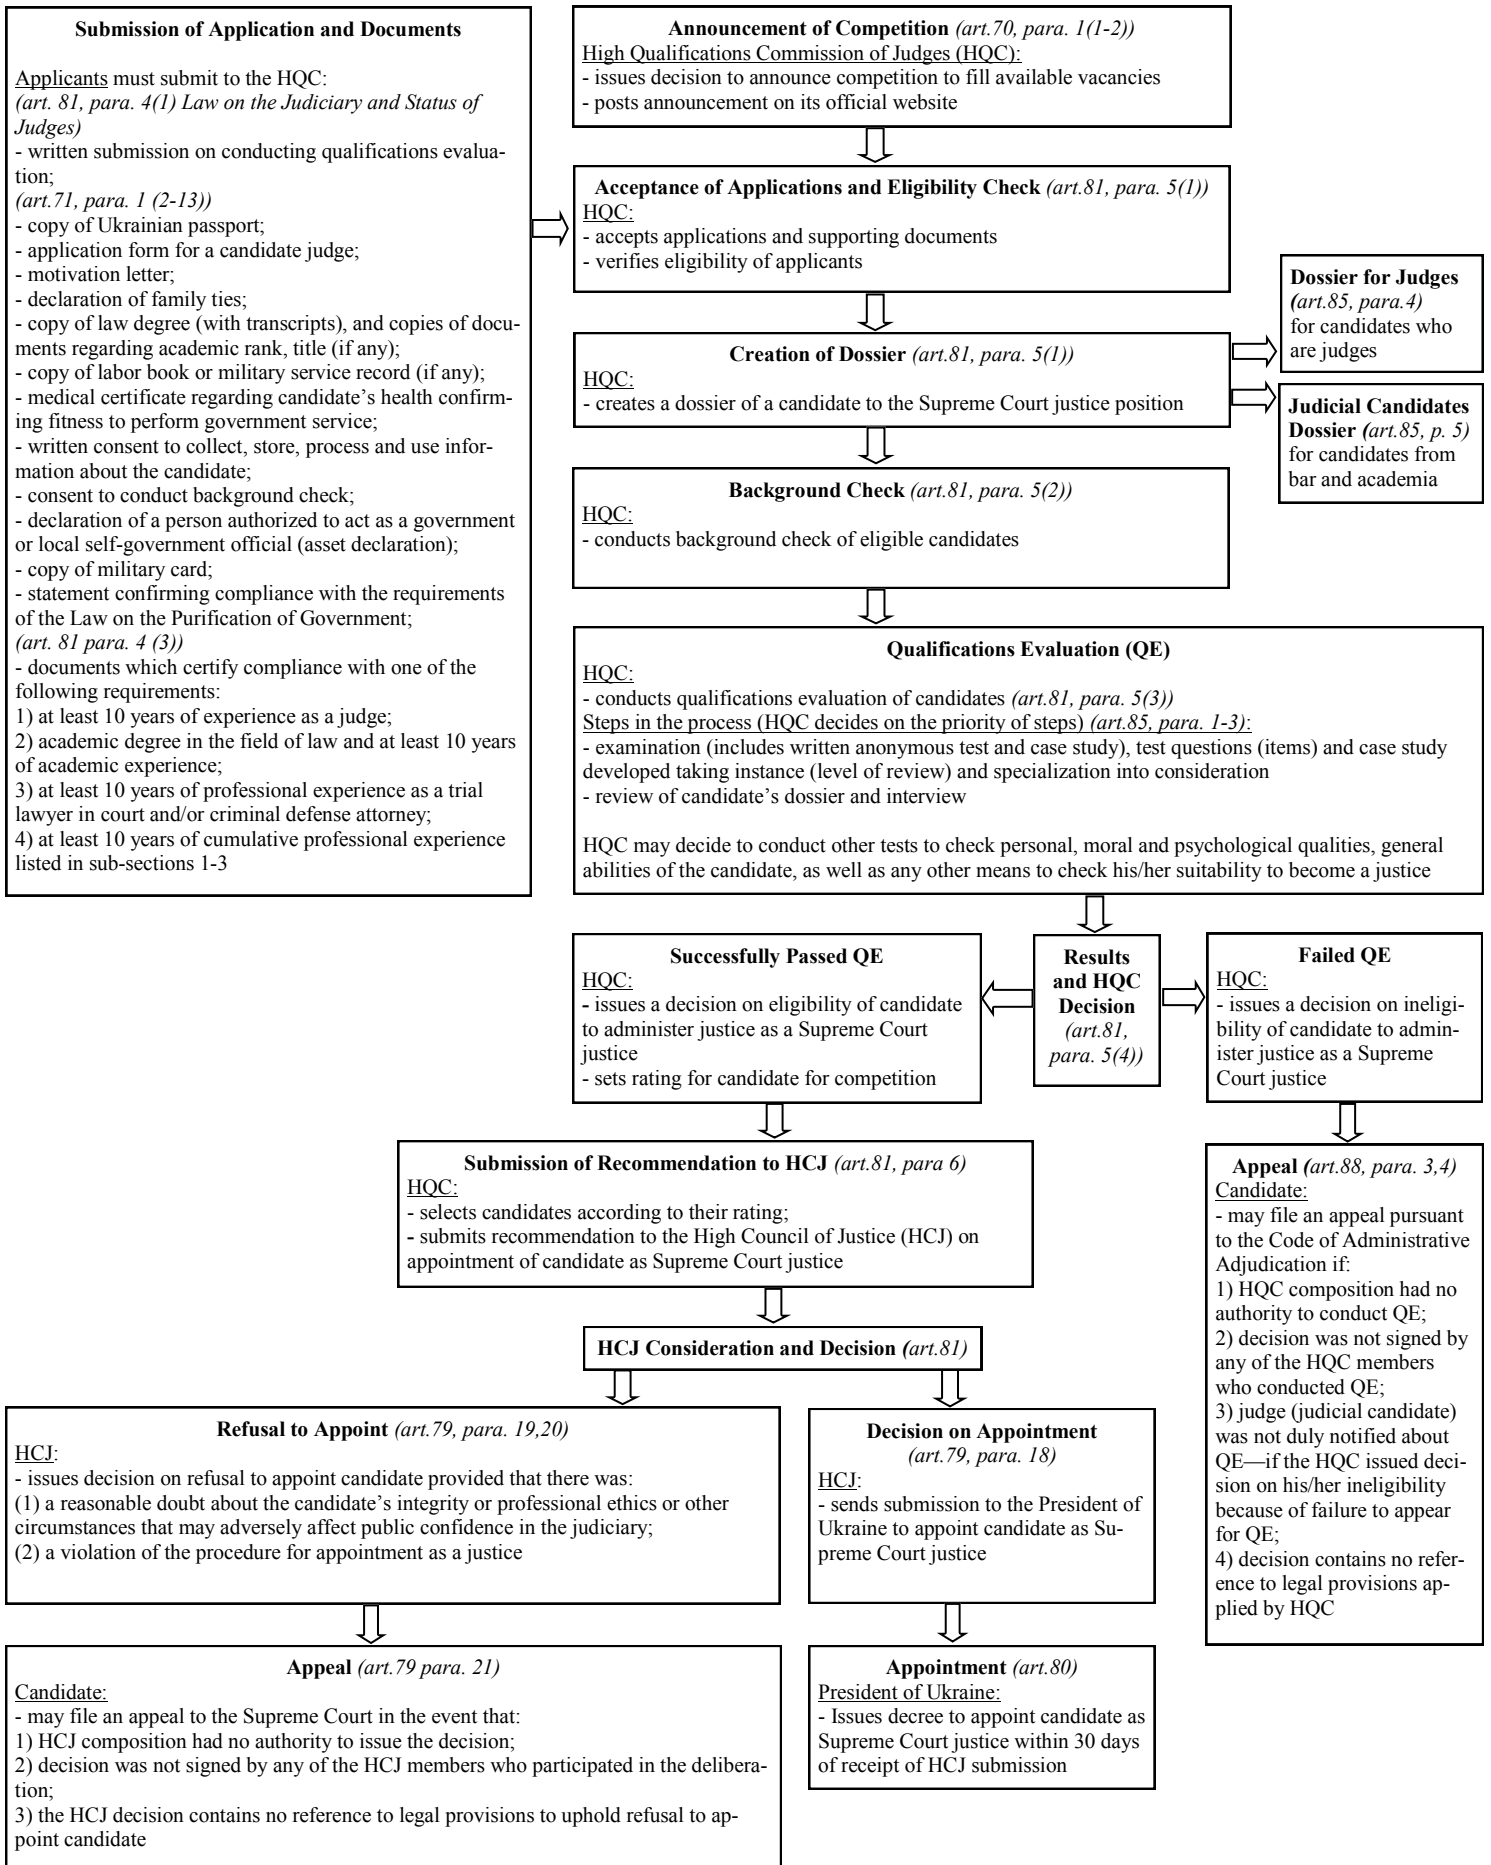 Submission of Application and Documents
Applicants must submit to the HQC:
(art. 81, para. 4(1) Law on the Judiciary and Status of
Judges)
- written submission on conducting qualifications evalua-
tion;
(art.71, para. 1 (2-13))
- copy of Ukrainian passport;
- application form for a candidate judge;
- motivation letter;
- declaration of family ties;
- copy of law degree (with transcripts), and copies of docu-
ments regarding academic rank, title (if any);
- copy of labor book or military service record (if any);
- medical certificate regarding candidate’s health confirm-
ing fitness to perform government service;
- written consent to collect, store, process and use infor-
mation about the candidate;
- consent to conduct background check;
- declaration of a person authorized to act as a government
or local self-government official (asset declaration);
- copy of military card;
- statement confirming compliance with the requirements
of the Law on the Purification of Government;
(art. 81 para. 4 (3))
- documents which certify compliance with one of the
following requirements:
1) at least 10 years of experience as a judge;
2) academic degree in the field of law and at least 10 years
of academic experience;
3) at least 10 years of professional experience as a trial
lawyer in court and/or criminal defense attorney;
4) at least 10 years of cumulative professional experience
listed in sub-sections 1-3
Announcement of Competition (art.70, para. 1(1-2))
High Qualifications Commission of Judges (HQC):
- issues decision to announce competition to fill available vacancies
- posts announcement on its official website
Acceptance of Applications and Eligibility Check (art.81, para. 5(1))
HQC:
- accepts applications and supporting documents
- verifies eligibility of applicants
Creation of Dossier (art.81, para. 5(1))
HQC:
- creates a dossier of a candidate to the Supreme Court justice position
Dossier for Judges
(art.85, para.4)
for candidates who
are judges
Judicial Candidates
Dossier (art.85, p. 5)
for candidates from
bar and academia
Background Check (art.81, para. 5(2))
HQC:
- conducts background check of eligible candidates
Qualifications Evaluation (QE)
HQC:
- conducts qualifications evaluation of candidates (art.81, para. 5(3))
Steps in the process (HQC decides on the priority of steps) (art.85, para. 1-3):
- examination (includes written anonymous test and case study), test questions (items) and case study
developed taking instance (level of review) and specialization into consideration
- review of candidate’s dossier and interview
HQC may decide to conduct other tests to check personal, moral and psychological qualities, general
abilities of the candidate, as well as any other means to check his/her suitability to become a justice
Successfully Passed QE
HQC:
- issues a decision on eligibility of candidate
to administer justice as a Supreme Court
justice
- sets rating for candidate for competition
Results
and HQC
Decision
(art.81,
para. 5(4))
Failed QE
HQC:
- issues a decision on ineligi-
bility of candidate to admin-
ister justice as a Supreme
Court justice
Submission of Recommendation to HCJ (art.81, para 6)
HQC:
- selects candidates according to their rating;
- submits recommendation to the High Council of Justice (HCJ) on
appointment of candidate as Supreme Court justice
Appeal (art.88, para. 3,4)
Candidate:
- may file an appeal pursuant
to the Code of Administrative
Adjudication if:
1) HQC composition had no
authority to conduct QE;
2) decision was not signed by
any of the HQC members
who conducted QE;
3) judge (judicial candidate)
was not duly notified about
QE—if the HQC issued deci-
sion on his/her ineligibility
because of failure to appear
for QE;
4) decision contains no refer-
ence to legal provisions ap-
plied by HQC
HCJ Consideration and Decision (art.81)
Refusal to Appoint (art.79, para. 19,20)
HCJ:
- issues decision on refusal to appoint candidate provided that there was:
(1) a reasonable doubt about the candidate’s integrity or professional ethics or other
circumstances that may adversely affect public confidence in the judiciary;
(2) a violation of the procedure for appointment as a justice
Decision on Appointment
(art.79, para. 18)
HCJ:
- sends submission to the President of
Ukraine to appoint candidate as Su-
preme Court justice
Appeal (art.79 para. 21)
Candidate:
- may file an appeal to the Supreme Court in the event that:
1) HCJ composition had no authority to issue the decision;
2) decision was not signed by any of the HCJ members who participated in the delibera-
tion;
3) the HCJ decision contains no reference to legal provisions to uphold refusal to ap-
point candidate
Appointment (art.80)
President of Ukraine:
- Issues decree to appoint candidate as
Supreme Court justice within 30 days
of receipt of HCJ submission